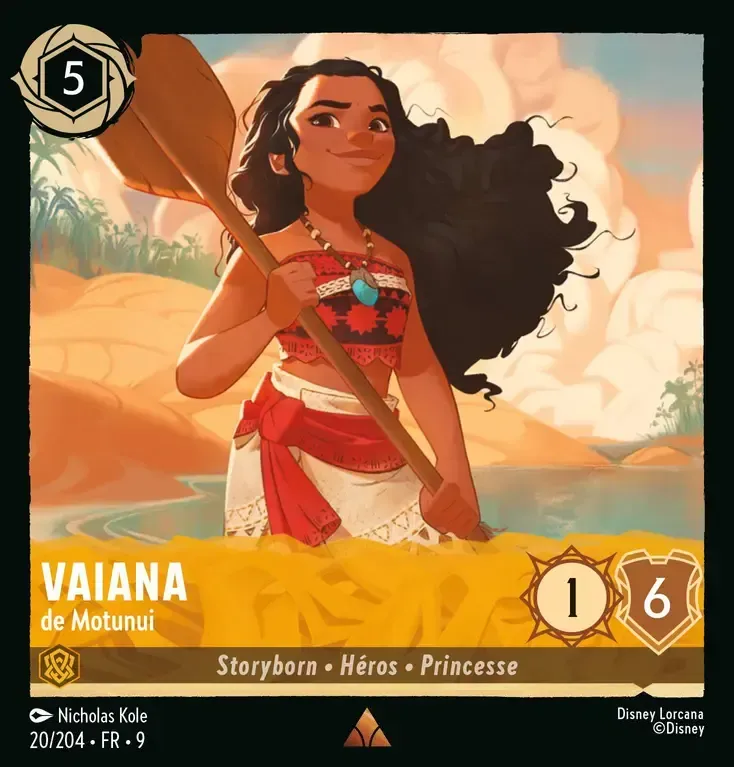 5
VAIANA
de Motunui
1
6
Storyborn • Héros • Princesse
Nicholas Kole
20/204 • FR • 9
Disney Lorcana
©Disney